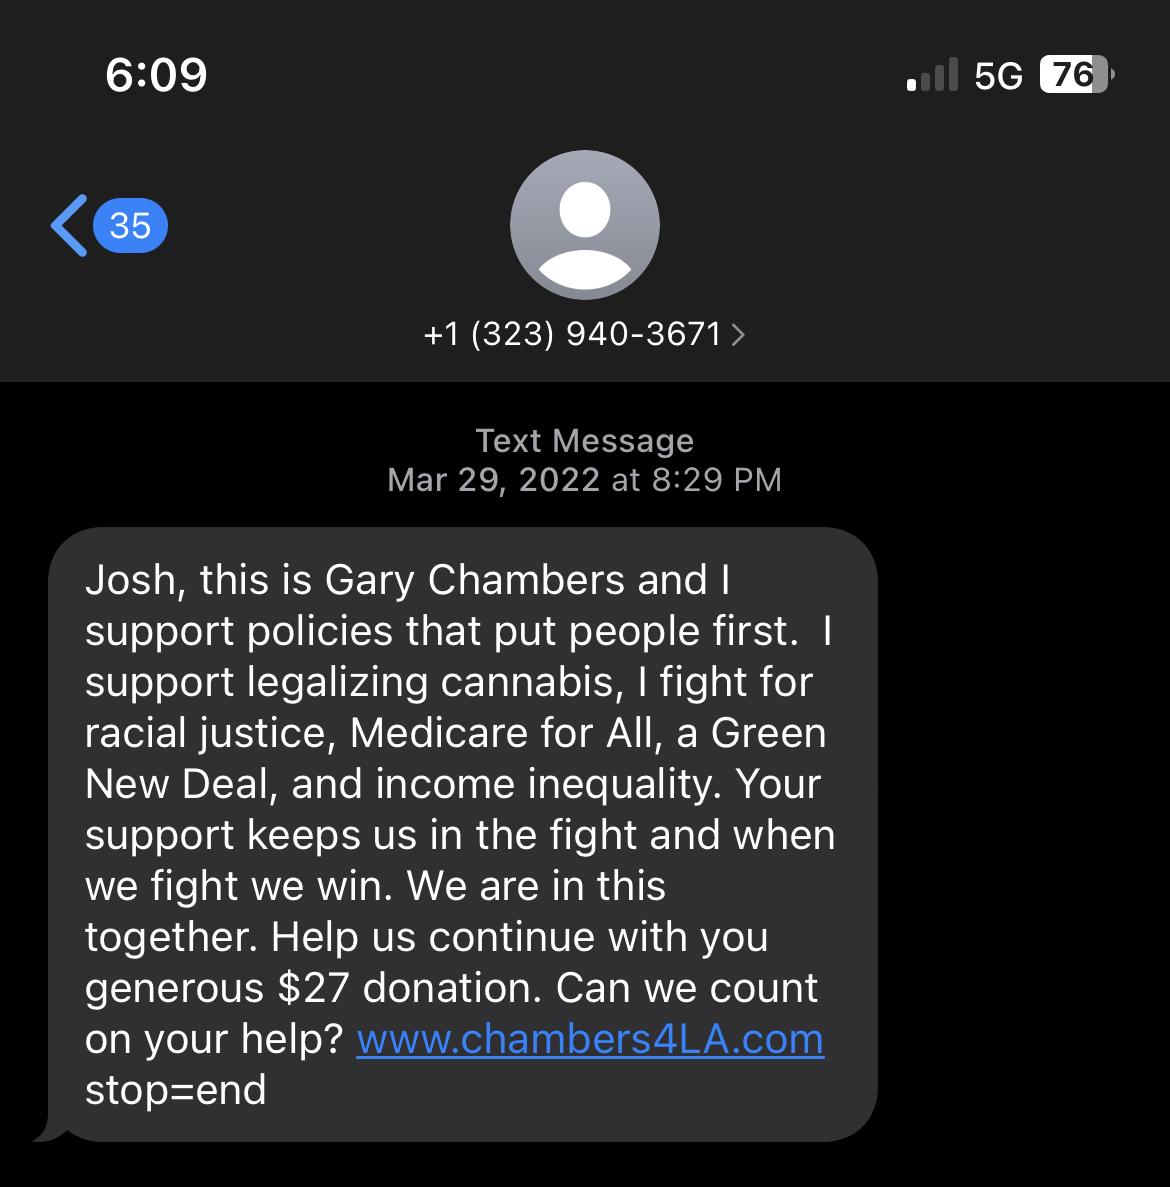 6:09
5G 76
35
+1 (323) 940-3671
Text Message
Mar 29, 2022 at 8:29 PM
Josh, this is Gary Chambers and I
support policies that put people first.  I
support legalizing cannabis, I fight for
racial justice, Medicare for All, a Green
New Deal, and income inequality. Your
support keeps us in the fight and when
we fight we win. We are in this
together. Help us continue with you
generous $27 donation. Can we count
on your help? www.chambers4LA.com
stop=end